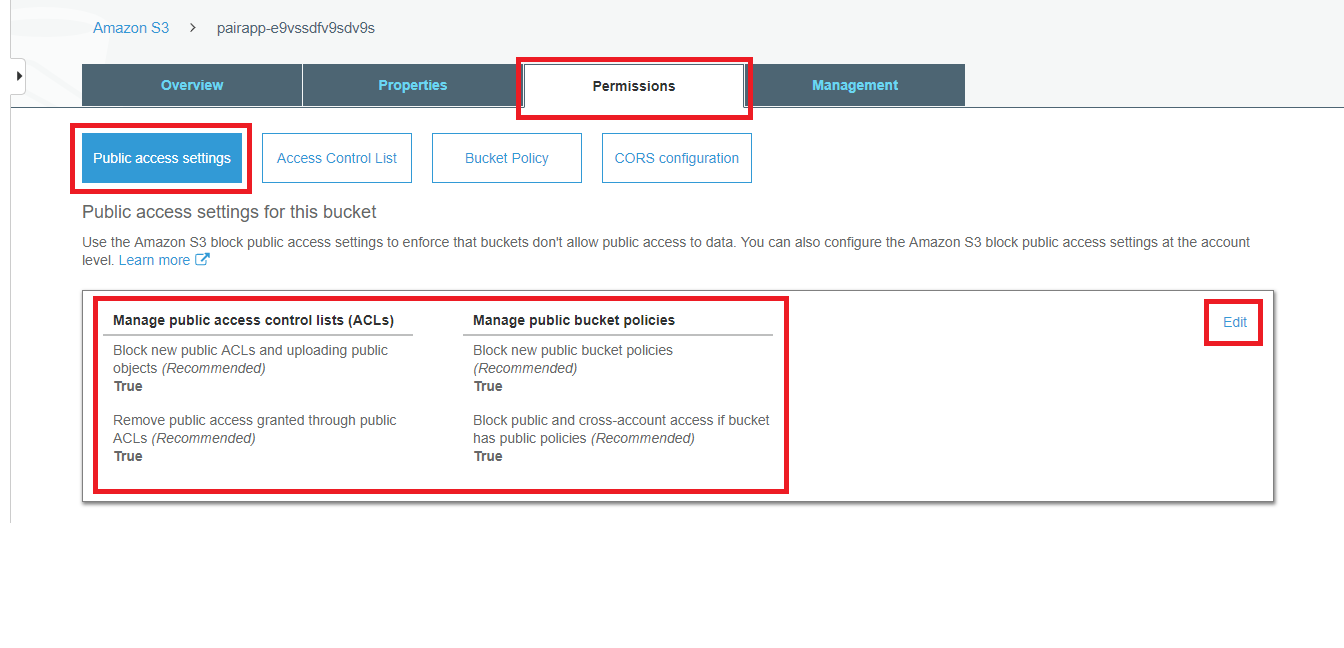 Amazon S3 > pairapp-e9vssdfv9sdv9s
Overview Properties Permissions Management
Public access settings Access Control List Bucket Policy CORS configuration
Public access settings for this bucket
Use the Amazon S3 block public access settings to enforce that buckets don't allow public access to data. You can also configure the Amazon S3 block public access settings at the account
level. Learn more
Edit
Manage public access control lists (ACLs)
Block new public ACLs and uploading public
objects (Recommended)
True
Remove public access granted through public
ACLs (Recommended)
True
Manage public bucket policies
Block new public bucket policies
(Recommended)
True
Block public and cross-account access if bucket
has public policies (Recommended)
True